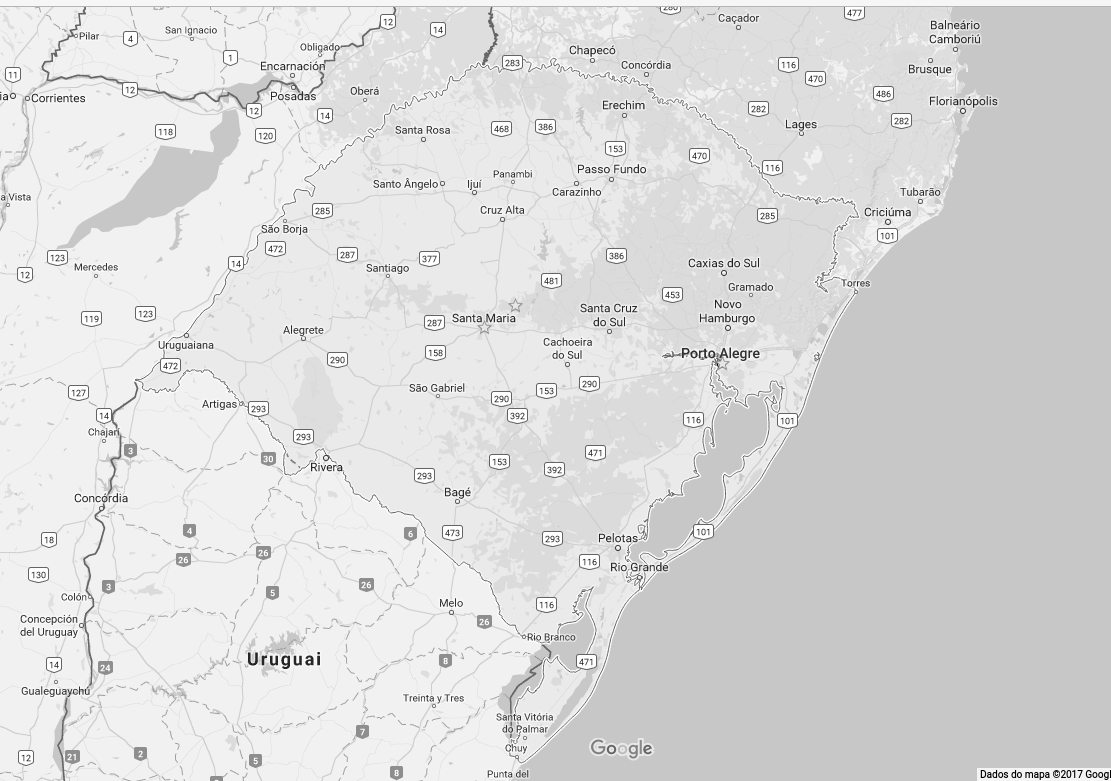 280
Caçador
477
12
14
Balneário
Camboriú
Pilar
4
San Ignacio
Obligado
1
Chapecó
283
Concórdia
116
470
Brusque
Encarnación
11
12
Corrientes
Posadas
Oberá
486
Florianópolis
12
14
Erechim
282
282
118
120
Santa Rosa
468
386
Lages
153
470
116
Passo Fundo
Panambi
Santo Ângelo
Ijuí
Carazinho
a Vista
Tubarão
285
Cruz Alta
285
Criciúma
São Borja
101
472
287
377
386
123
14
Caxias do Sul
12
Mercedes
Santiago
481
Gramado
Torres
453
Novo
Hamburgo
Santa Cruz
do Sul
123
119
287
Santa Maria
Alegrete
Uruguaiana
158
Cachoeira
do Sul
Porto Alegre
290
472
127
São Gabriel
153
290
290
Artigas
293
14
392
116
101
Chajarí
293
3
30
Rivera
471
153
392
293
Bagé
Concórdia
4
6
473
101
18
26
26
293
Pelotas
116
Rio Grande
130
3
5
26
Colón
Melo
116
Concepción
del Uruguay
26
Rio Branco
Uruguai
8
471
14
24
Gualeguaychú
Treinta y Tres
Santa Vitória
do Palmar
7
Chuy
12
21
2
5
8
Punta del
Google
Dados do mapa ©2017 Googl